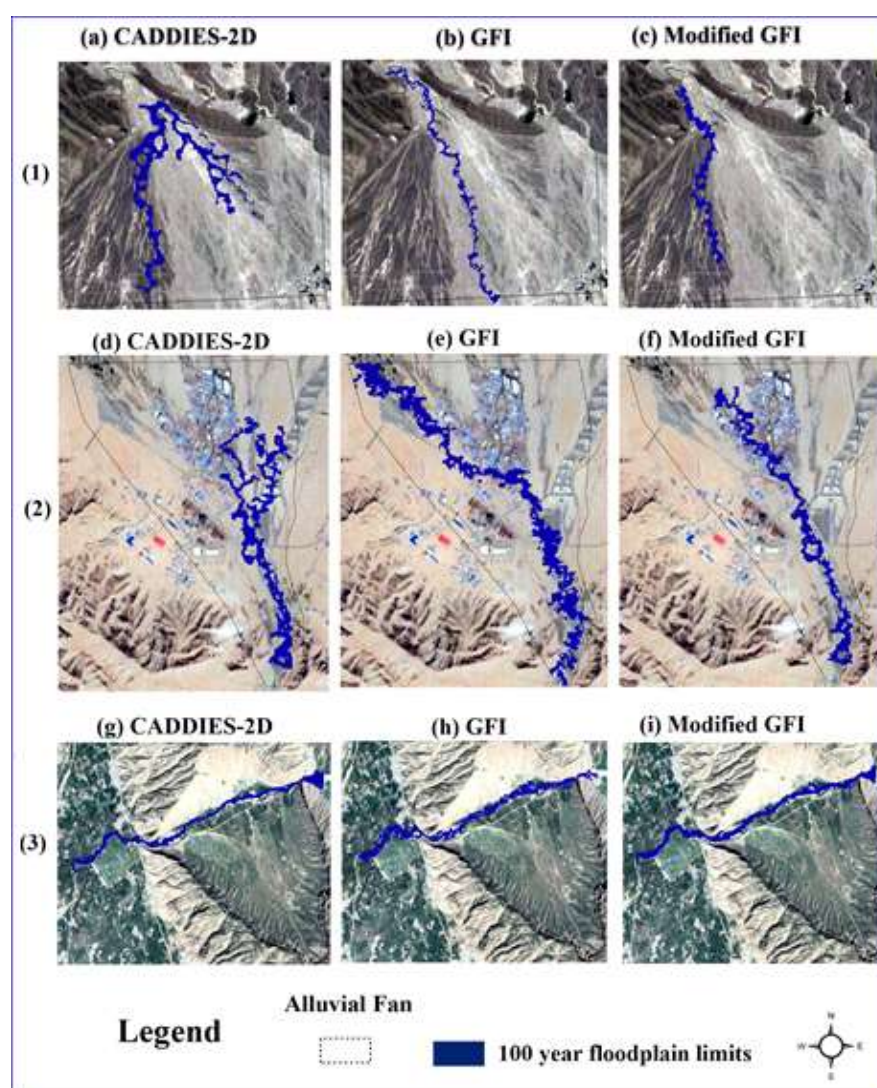 (a) CADDIES-2D (b) GFI (c) Modified GFI
(1)
(d) CADDIES-2D (e) GFI (f) Modified GFI
(2)
(g) CADDIES-2D (h) GFI (i) Modified GFI
(3)
Alluvial Fan
Legend
100 year floodplain limits
N
W E
S